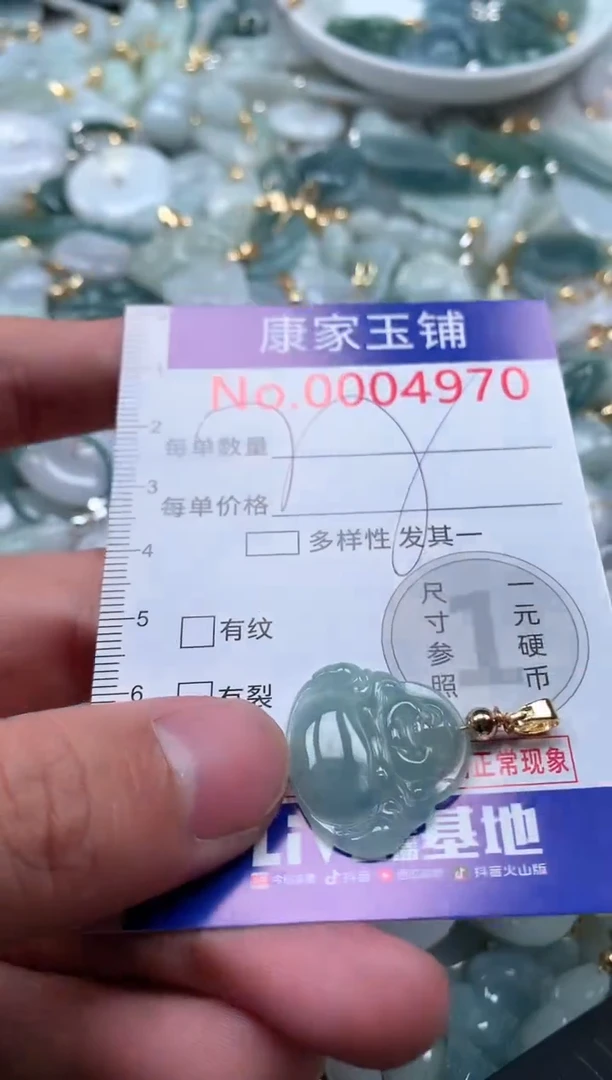 康家玉铺
No.0004970
1
2 每单数量
3 每单价格
4 多样性 发其一
5 有纹
6 有裂
尺寸参照
1
一元硬币
正常现象
基地
抖音
抖音火山版